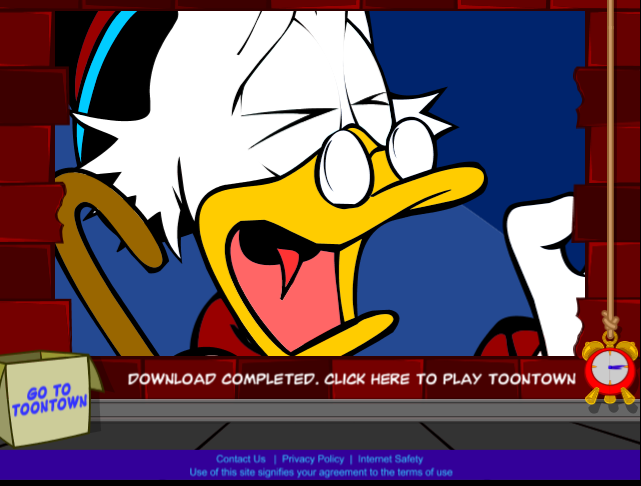 DOWNLOAD COMPLETED. CLICK HERE TO PLAY TOONTOWN
GO TO
TOONTOWN
Contact Us | Privacy Policy | Internet Safety
Use of this site signifies your agreement to the terms of use